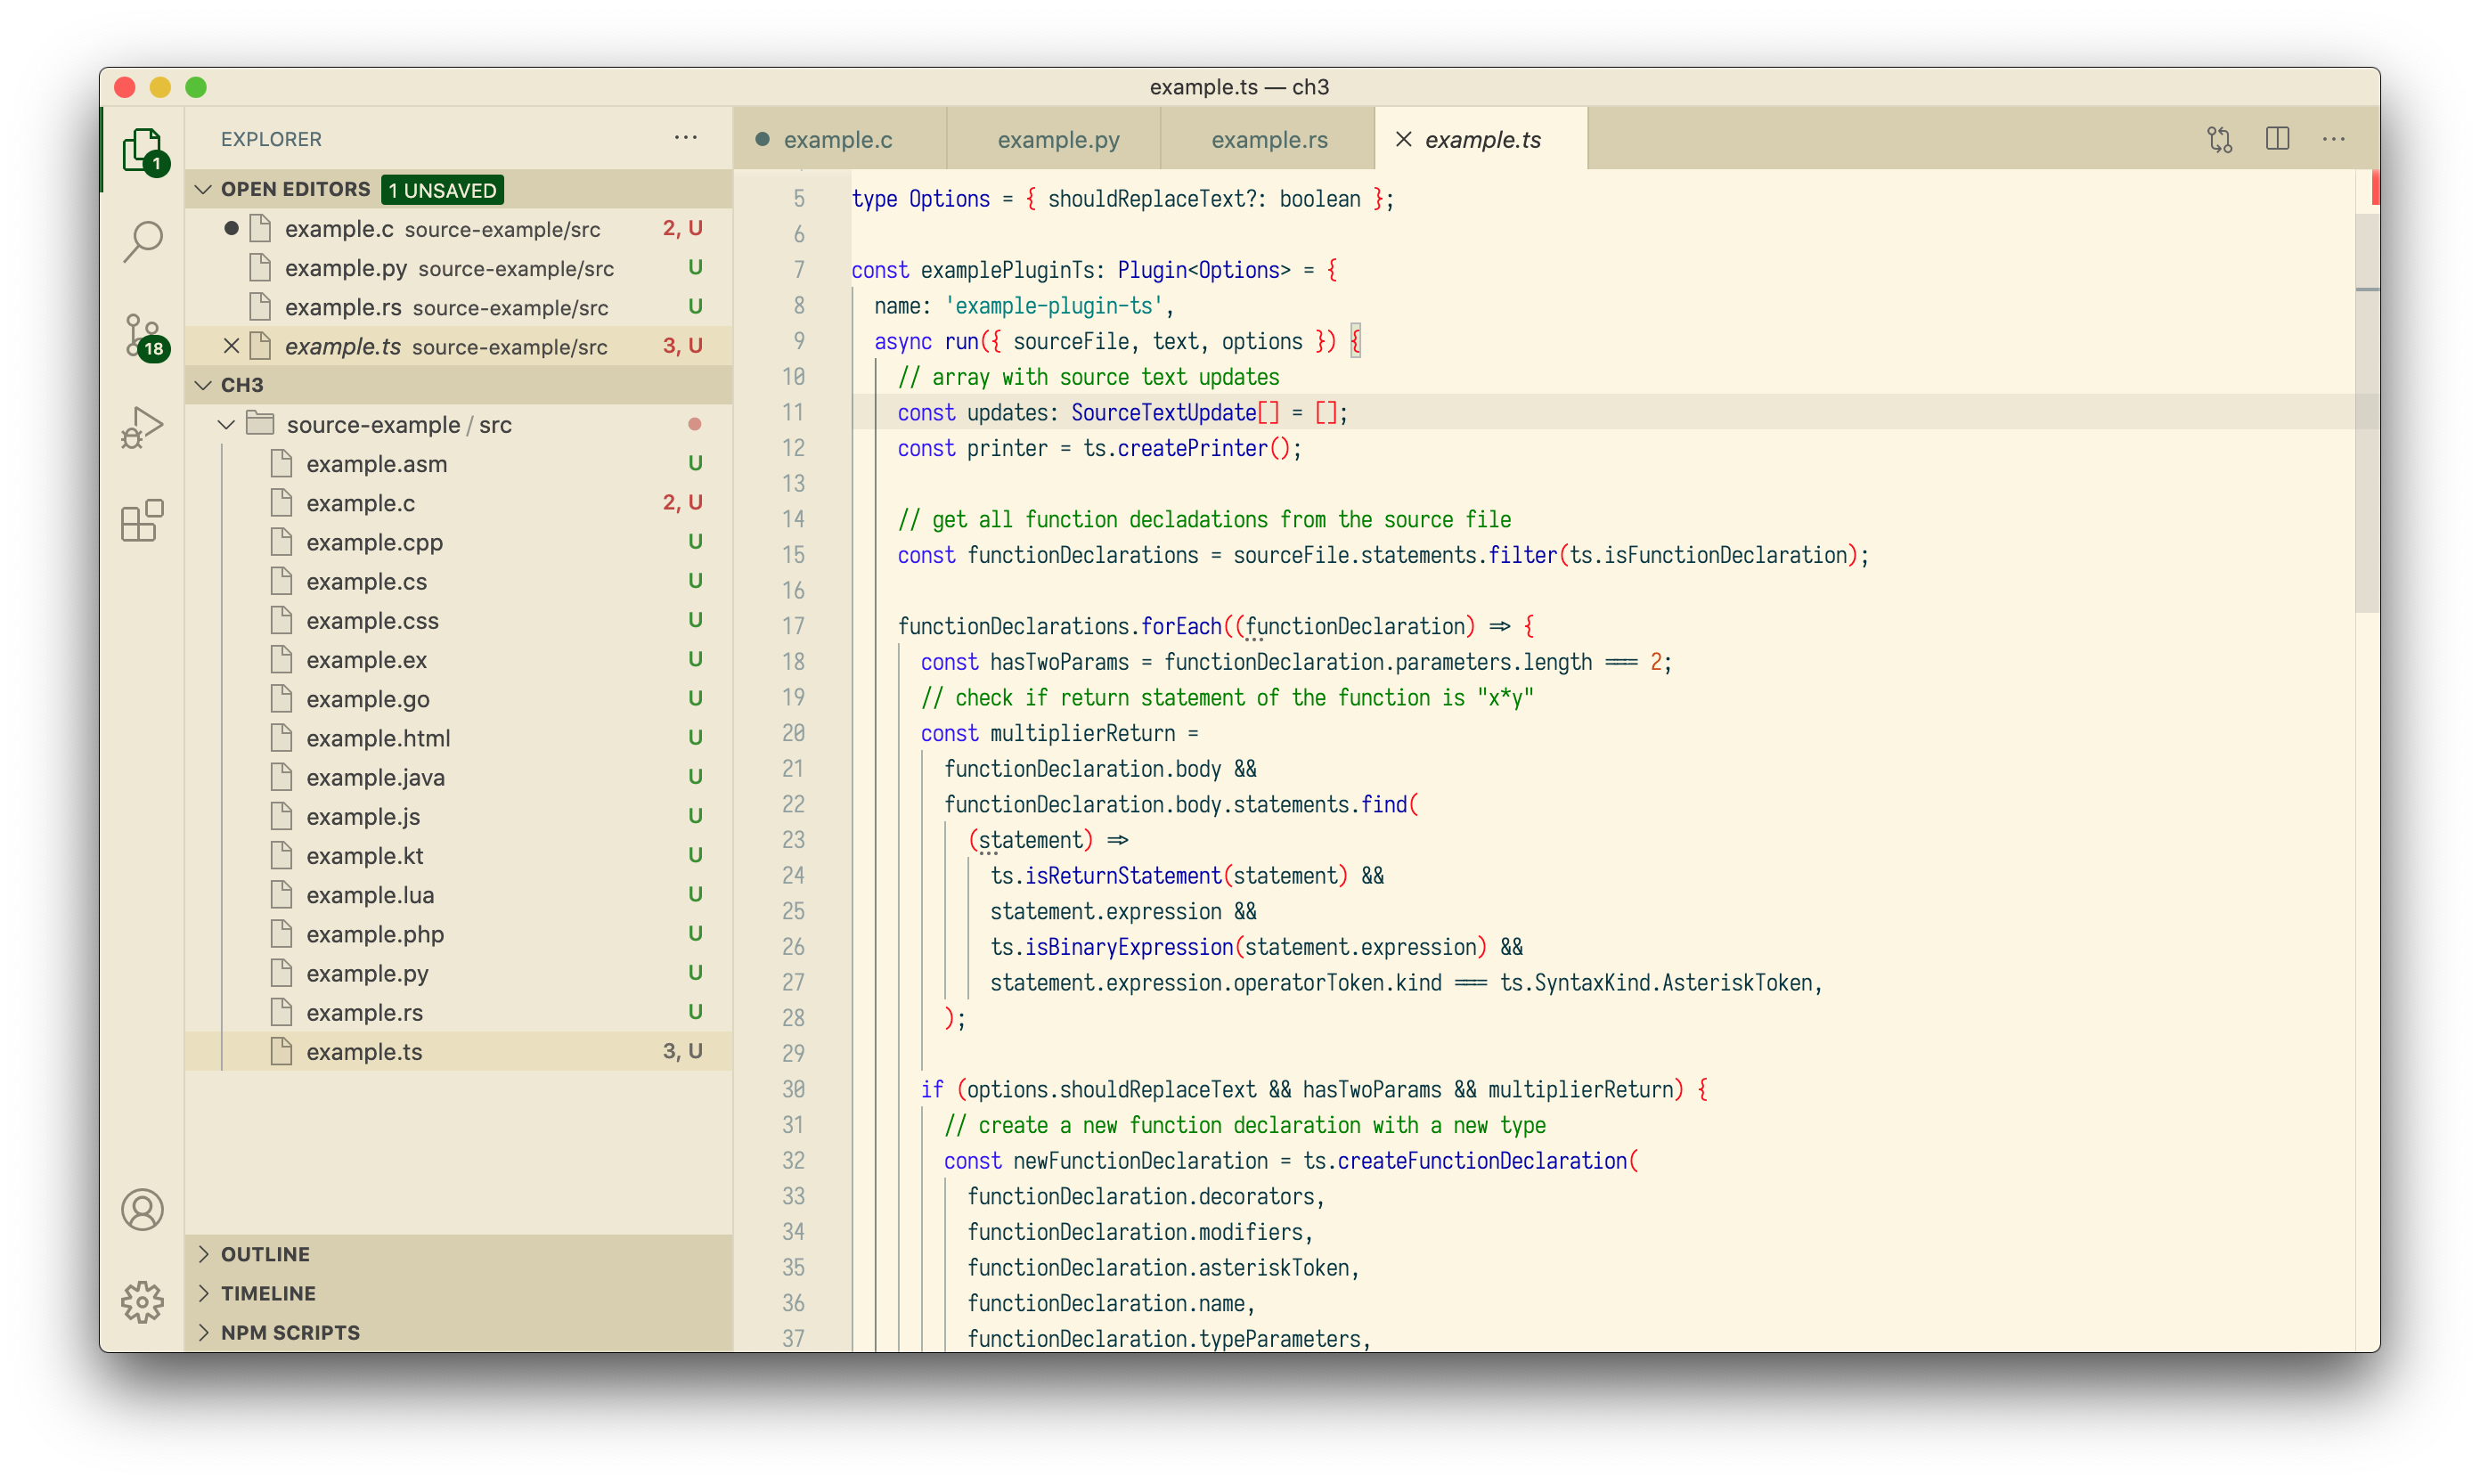 example.ts — ch3
EXPLORER
example.c
example.py
example.rs
example.ts
1
18
OPEN EDITORS 1 UNSAVED
example.c source-example/src 2, U
example.py source-example/src U
example.rs source-example/src U
example.ts source-example/src 3, U
CH3
source-example / src
example.asm U
example.c 2, U
example.cpp U
example.cs U
example.css U
example.ex U
example.go U
example.html U
example.java U
example.js U
example.kt U
example.lua U
example.php U
example.py U
example.rs U
example.ts 3, U
OUTLINE
TIMELINE
NPM SCRIPTS
5 type Options = { shouldReplaceText?: boolean };
6
7 const examplePluginTs: Plugin<Options> = {
8 name: 'example-plugin-ts',
9 async run({ sourceFile, text, options }) {
10 // array with source text updates
11 const updates: SourceTextUpdate[] = [];
12 const printer = ts.createPrinter();
13
14 // get all function decladations from the source file
15 const functionDeclarations = sourceFile.statements.filter(ts.isFunctionDeclaration);
16
17 functionDeclarations.forEach((functionDeclaration) => {
18 const hasTwoParams = functionDeclaration.parameters.length === 2;
19 // check if return statement of the function is "x*y"
20 const multiplierReturn =
21 functionDeclaration.body &&
22 functionDeclaration.body.statements.find(
23 (statement) =>
24 ts.isReturnStatement(statement) &&
25 statement.expression &&
26 ts.isBinaryExpression(statement.expression) &&
27 statement.expression.operatorToken.kind === ts.SyntaxKind.AsteriskToken,
28 );
29
30 if (options.shouldReplaceText && hasTwoParams && multiplierReturn) {
31 // create a new function declaration with a new type
32 const newFunctionDeclaration = ts.createFunctionDeclaration(
33 functionDeclaration.decorators,
34 functionDeclaration.modifiers,
35 functionDeclaration.asteriskToken,
36 functionDeclaration.name,
37 functionDeclaration.typeParameters,